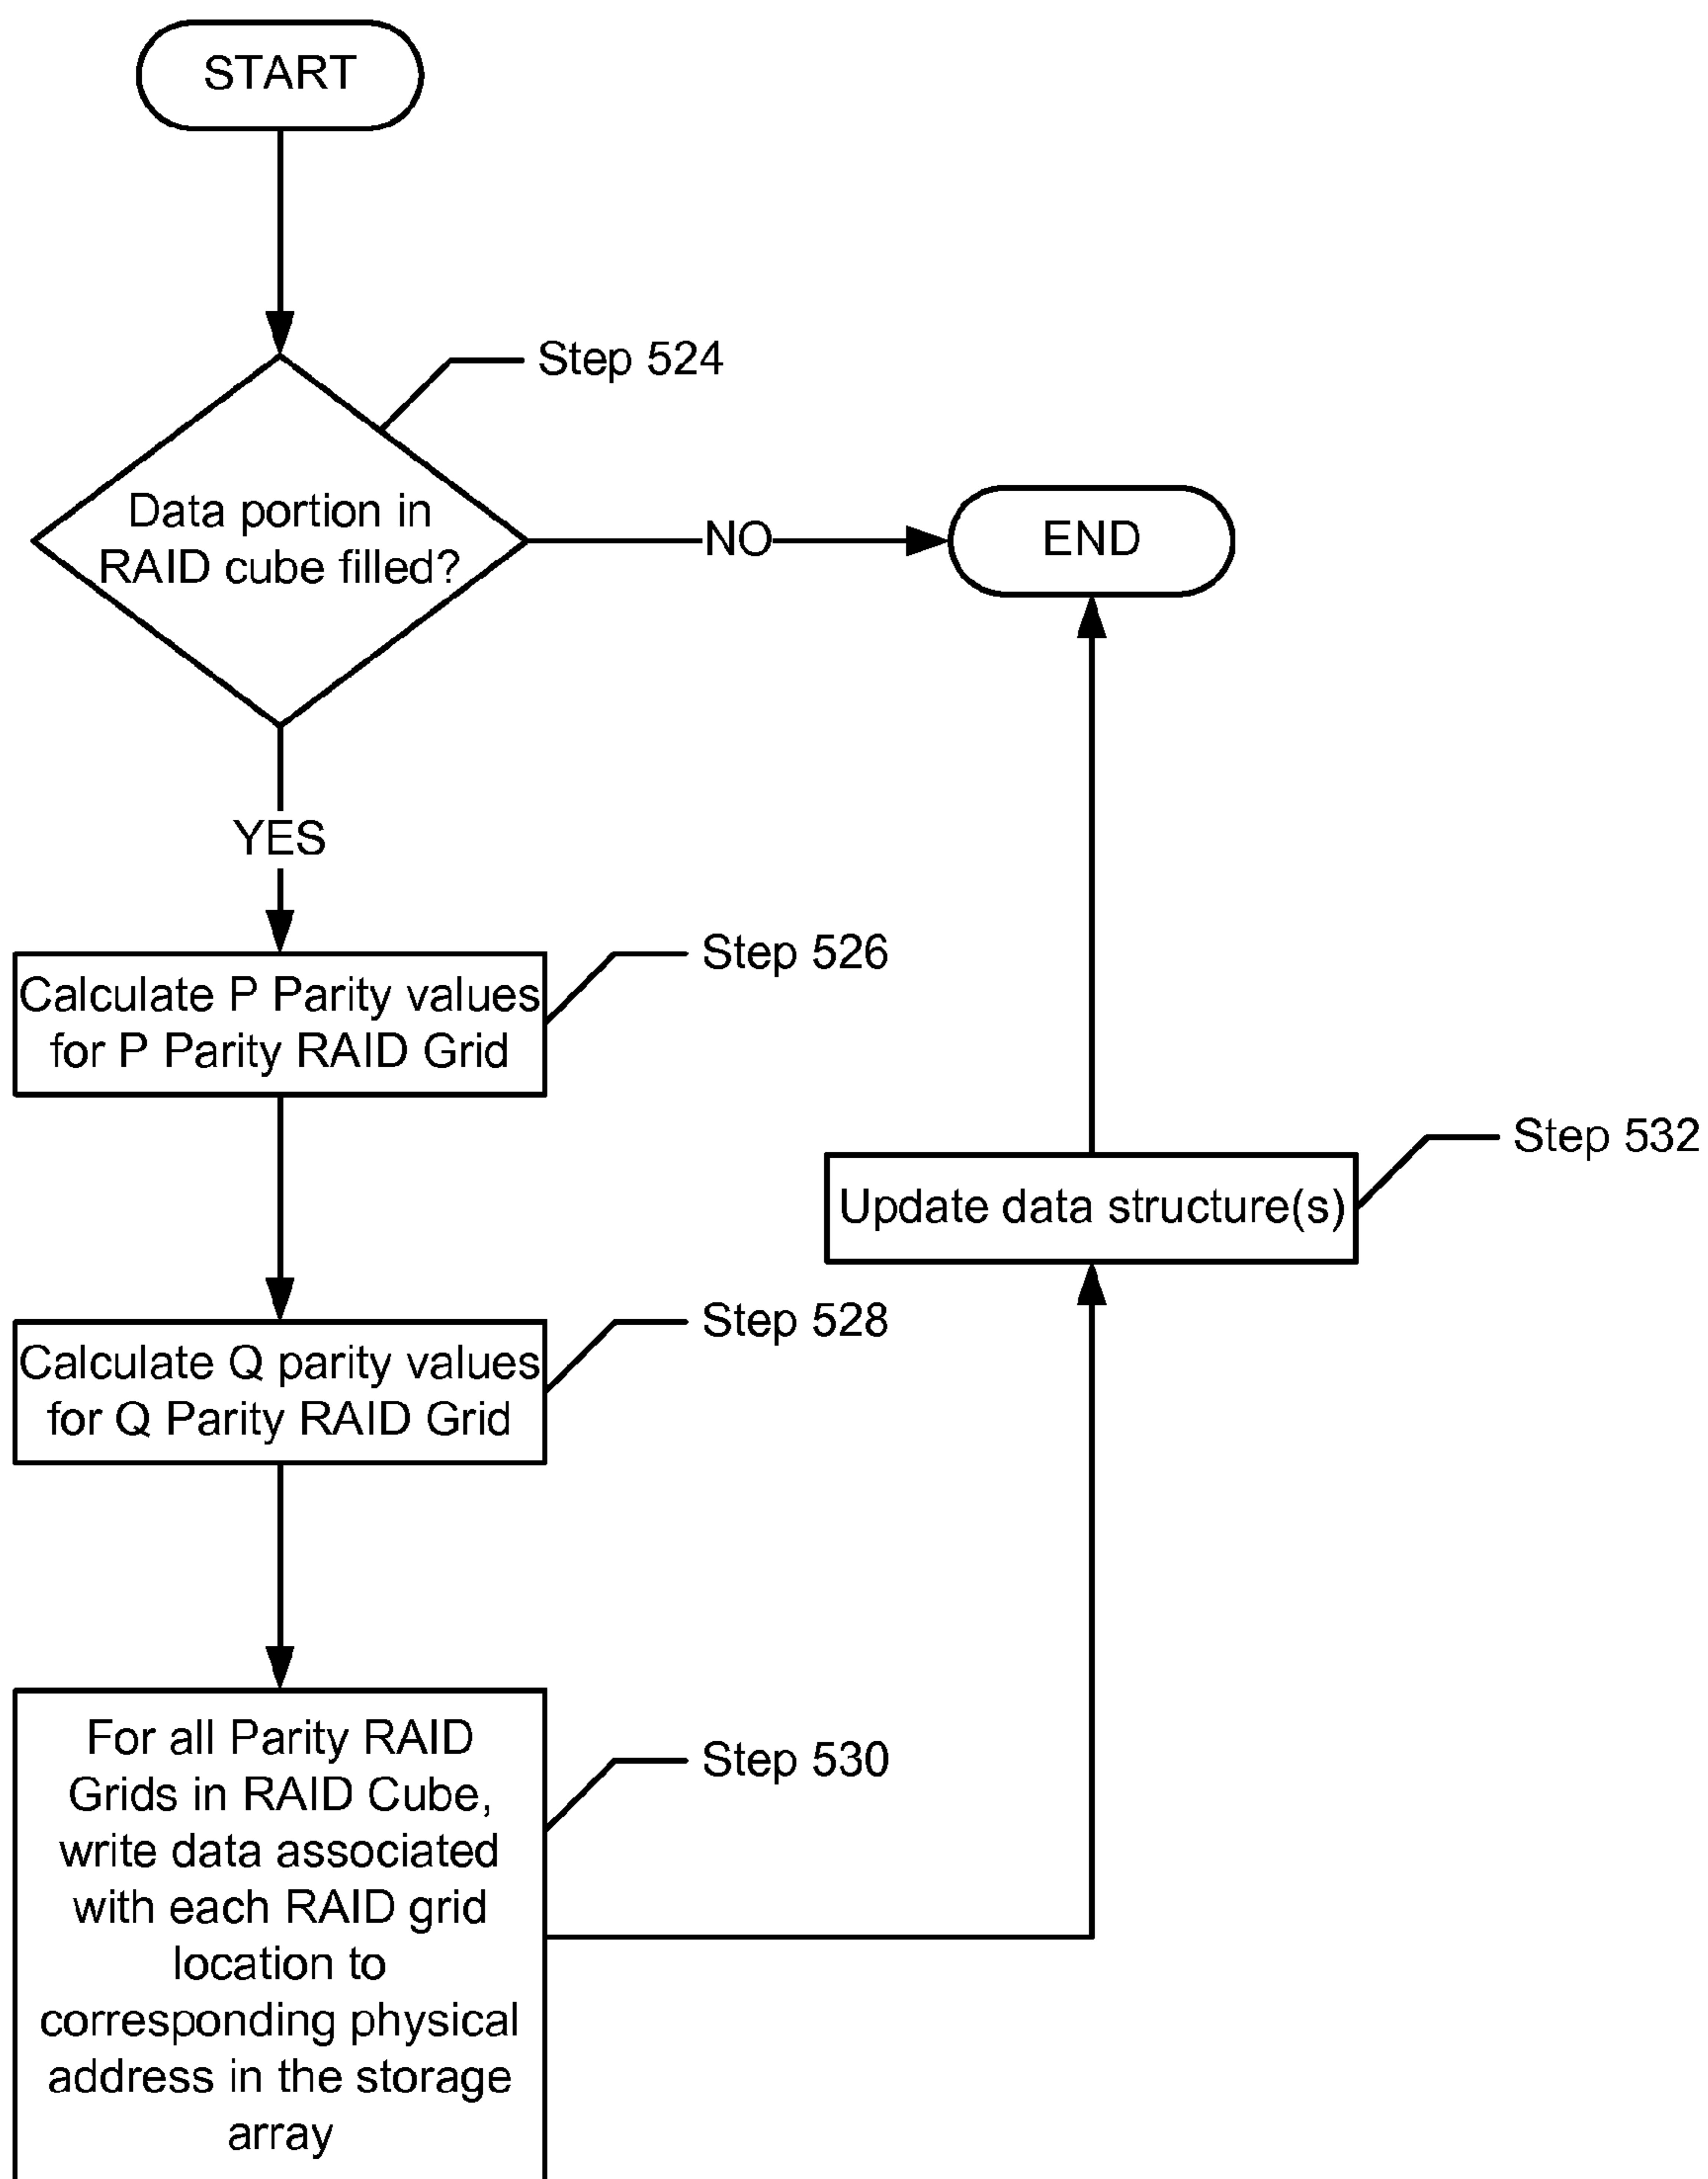 START
Step 524
Data portion in
RAID cube filled?
NO
END
YES
Step 526
Calculate P Parity values
for P Parity RAID Grid
Step 532
Update data structure(s)
Step 528
Calculate Q parity values
for Q Parity RAID Grid
Step 530
For all Parity RAID
Grids in RAID Cube,
write data associated
with each RAID grid
location to
corresponding physical
address in the storage
array